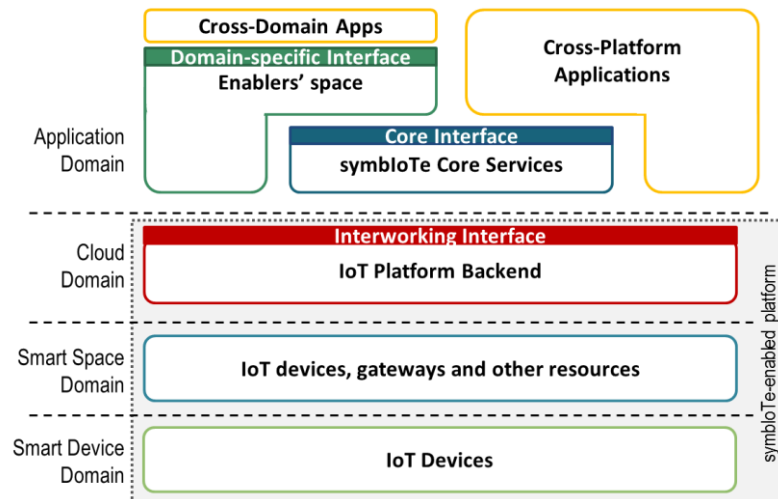 Cross-Domain Apps
Domain-specific Interface
Enablers' space
Cross-Platform
Applications
Application
Domain
Core Interface
symbIoTe Core Services
Cloud
Domain
Interworking Interface
IoT Platform Backend
Smart Space
Domain
IoT devices, gateways and other resources
Smart Device
Domain
IoT Devices
symbIoTe-enabled platform